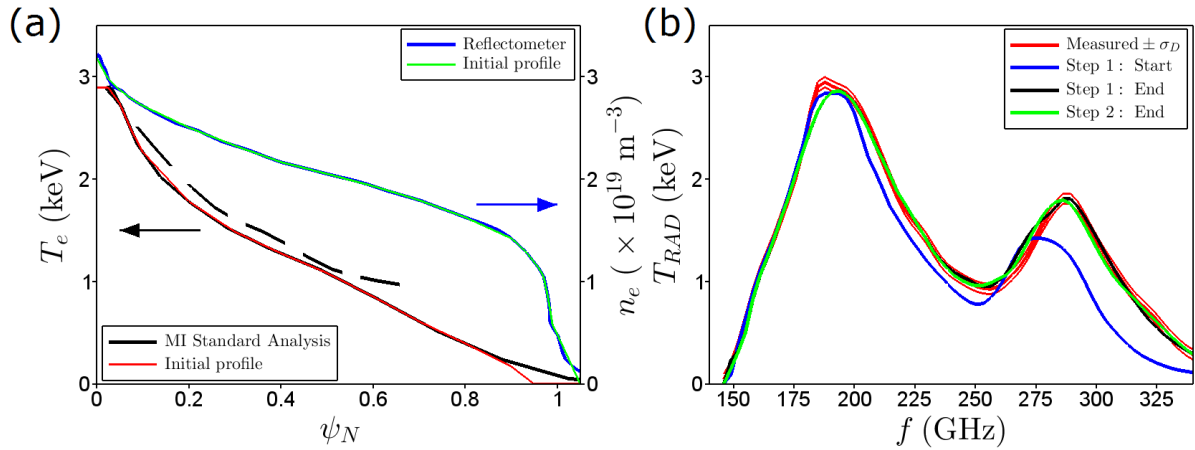 (a)
Reflectometer
Initial profile
3
2
1
0
T_e (keV)
3
2
1
0
n_e ( × 10^19 m^−3)
MI Standard Analysis
Initial profile
0 0.2 0.4 0.6 0.8 1
ψ_N
(b)
Measured ± σ_D
Step 1 : Start
Step 1 : End
Step 2 : End
3
2
1
0
T_RAD (keV)
150 175 200 225 250 275 300 325
f (GHz)